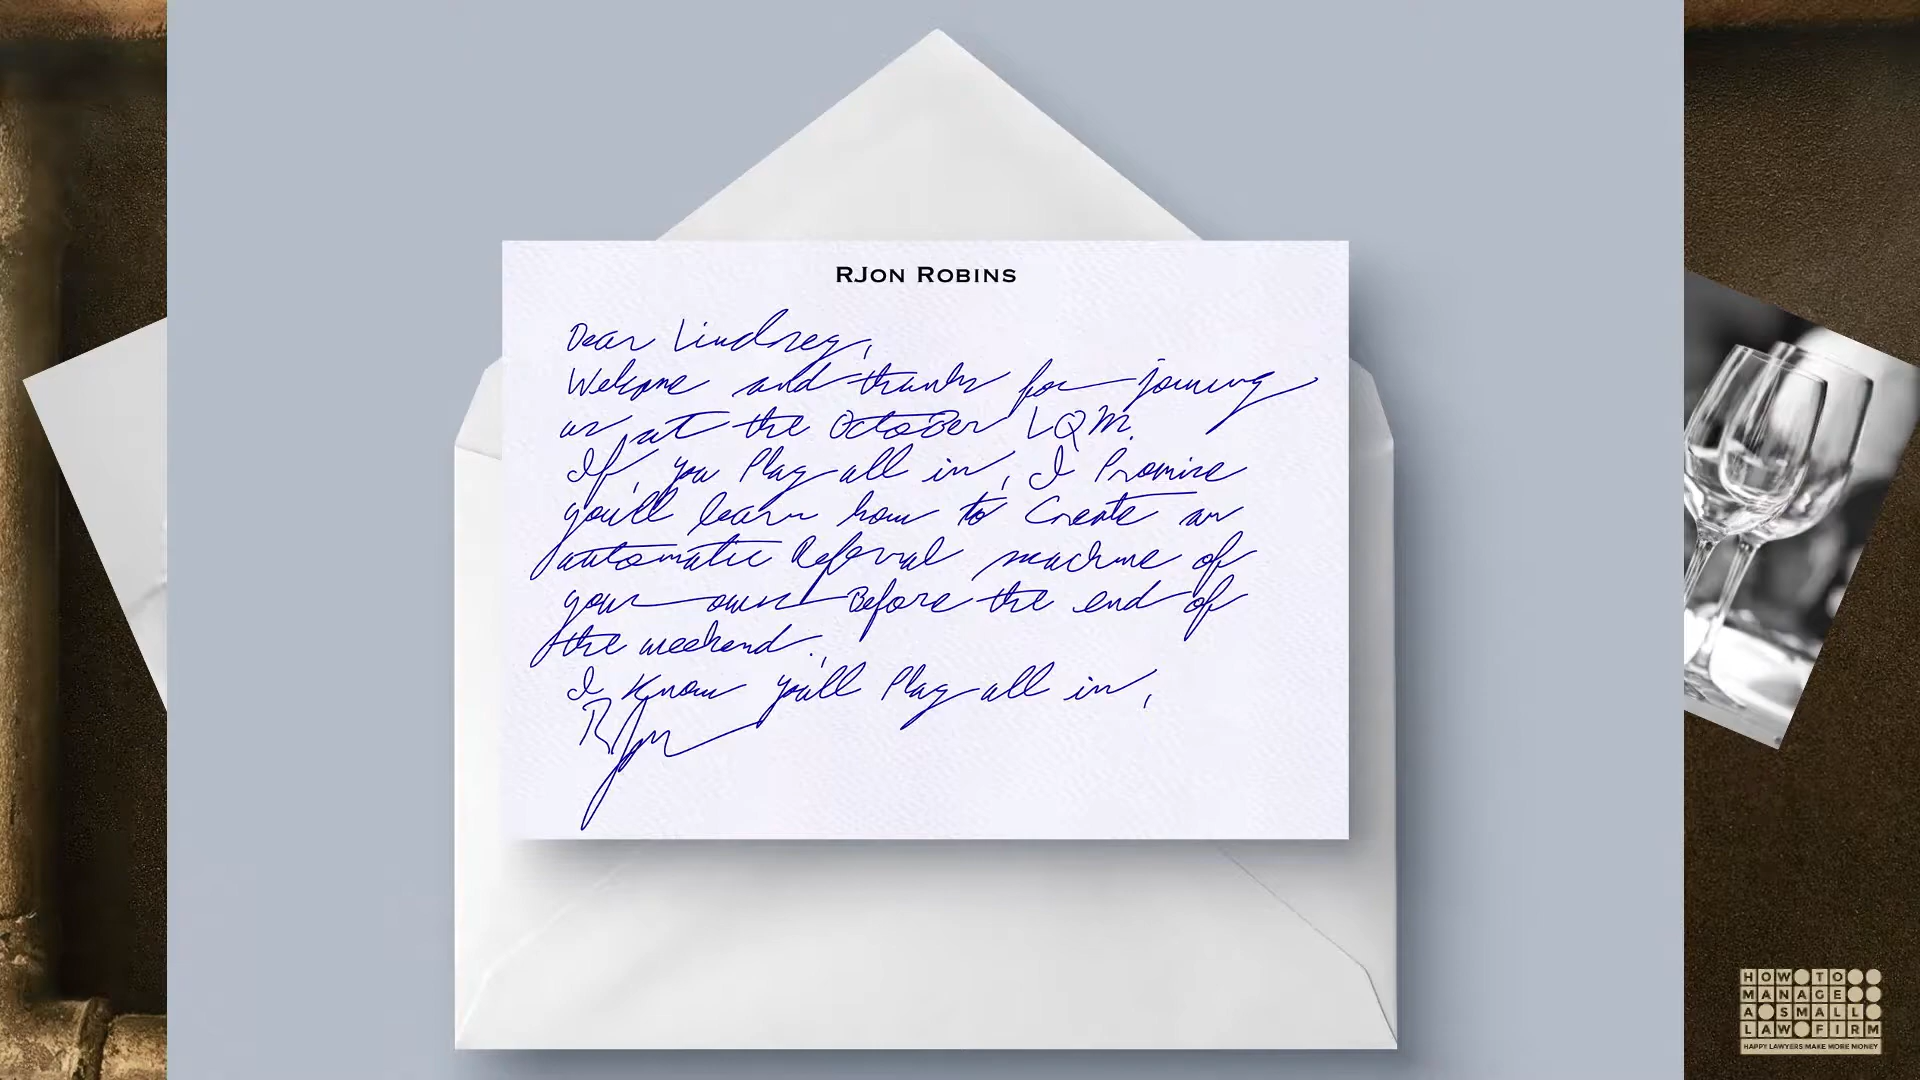 RJON ROBINS
Dear Lindsey,
Welcome and thanks for joining
us at the October LQM.
If, you Play all in, I Promise
you'll learn how to Create an
automatic Referral machine of
your own Before the end of
the weekend.
I Know you'll Play all in,
RJon
HOW TO
MANAGE
A SMALL
LAW FIRM
HAPPY LAWYERS MAKE MORE MONEY